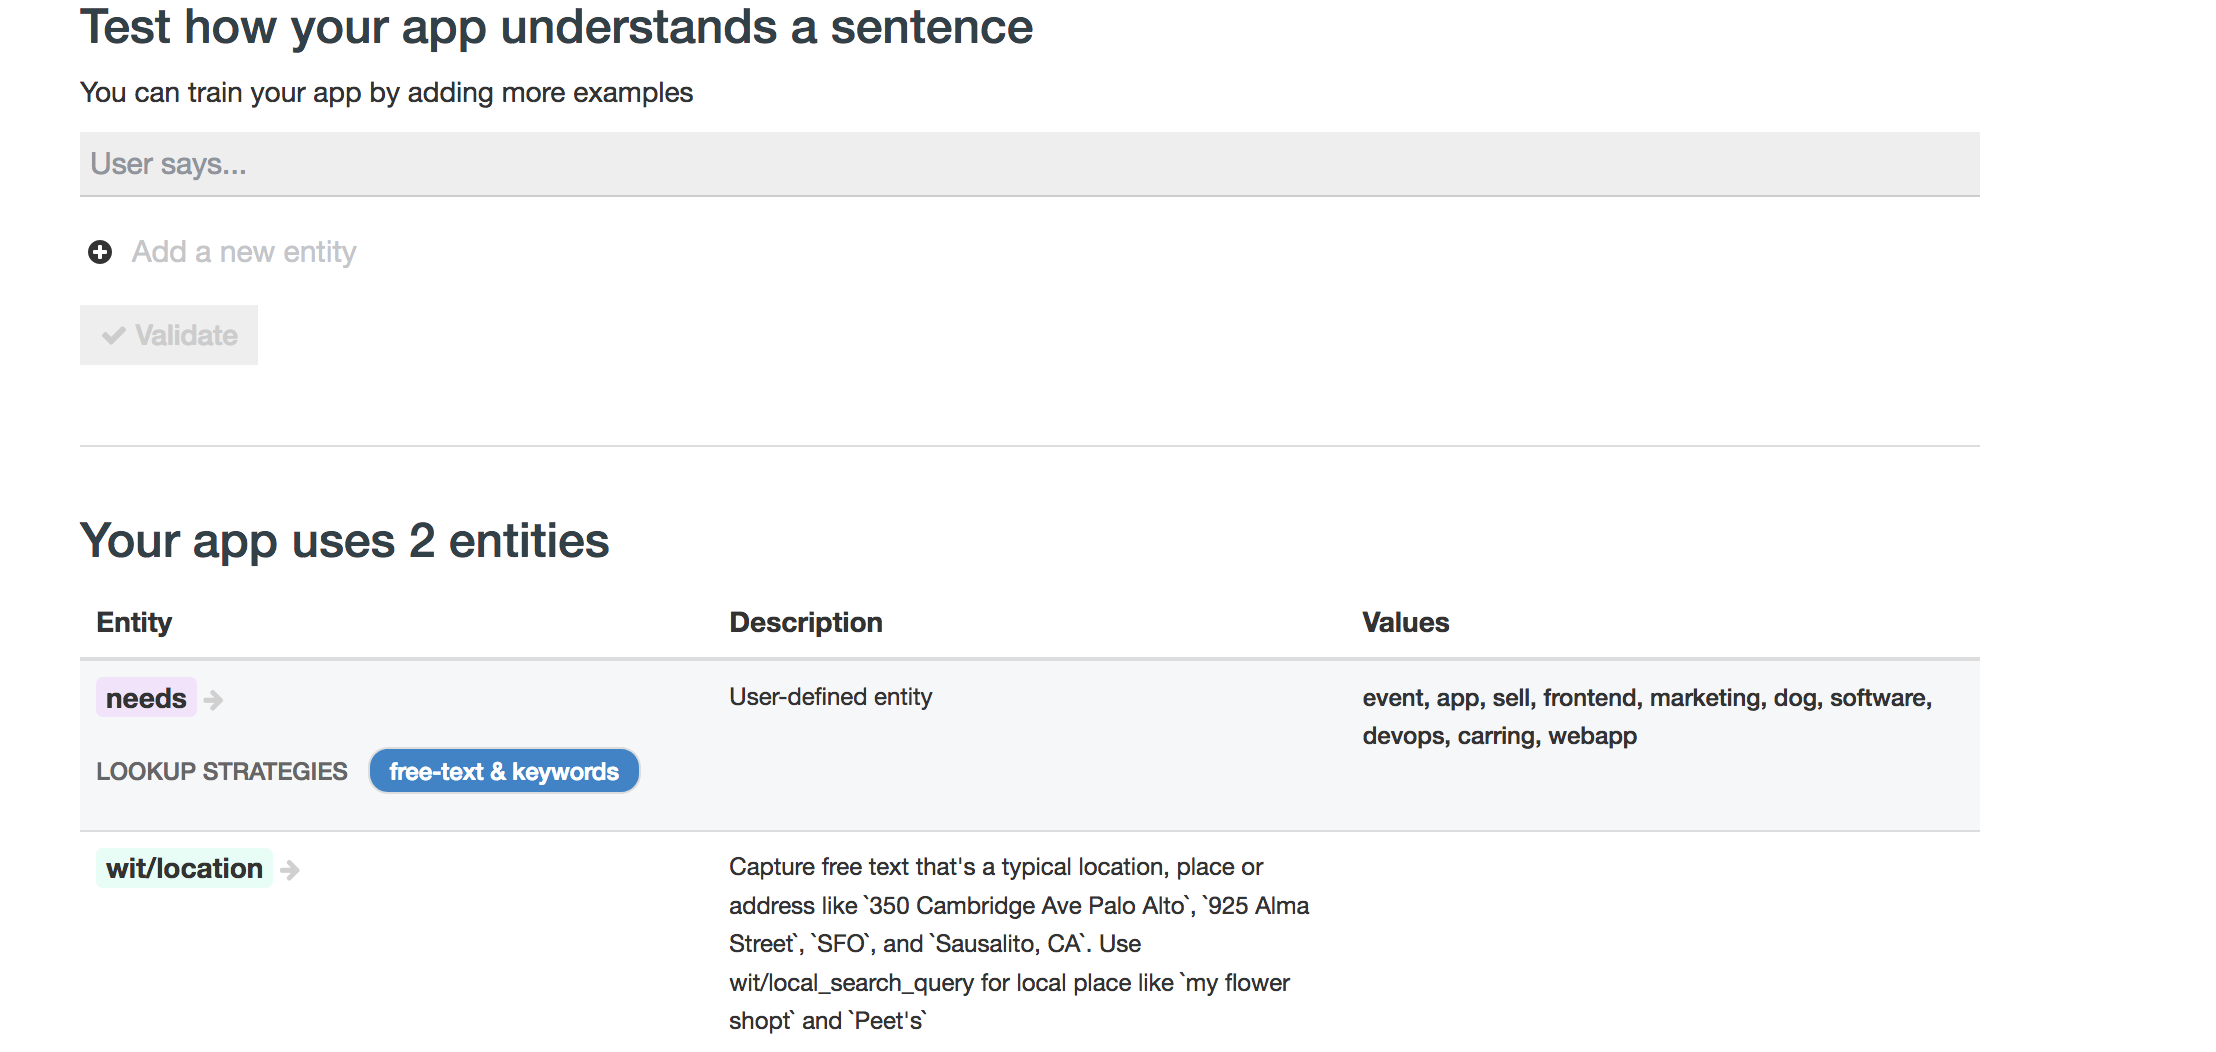 Test how your app understands a sentence
You can train your app by adding more examples
User says...
Add a new entity
Validate
Your app uses 2 entities
Entity Description Values
needs User-defined entity event, app, sell, frontend, marketing, dog, software,
devops, carring, webapp
LOOKUP STRATEGIES free-text & keywords
wit/location Capture free text that's a typical location, place or
address like `350 Cambridge Ave Palo Alto`, `925 Alma
Street`, `SFO`, and `Sausalito, CA`. Use
wit/local_search_query for local place like `my flower
shopt` and `Peet's`